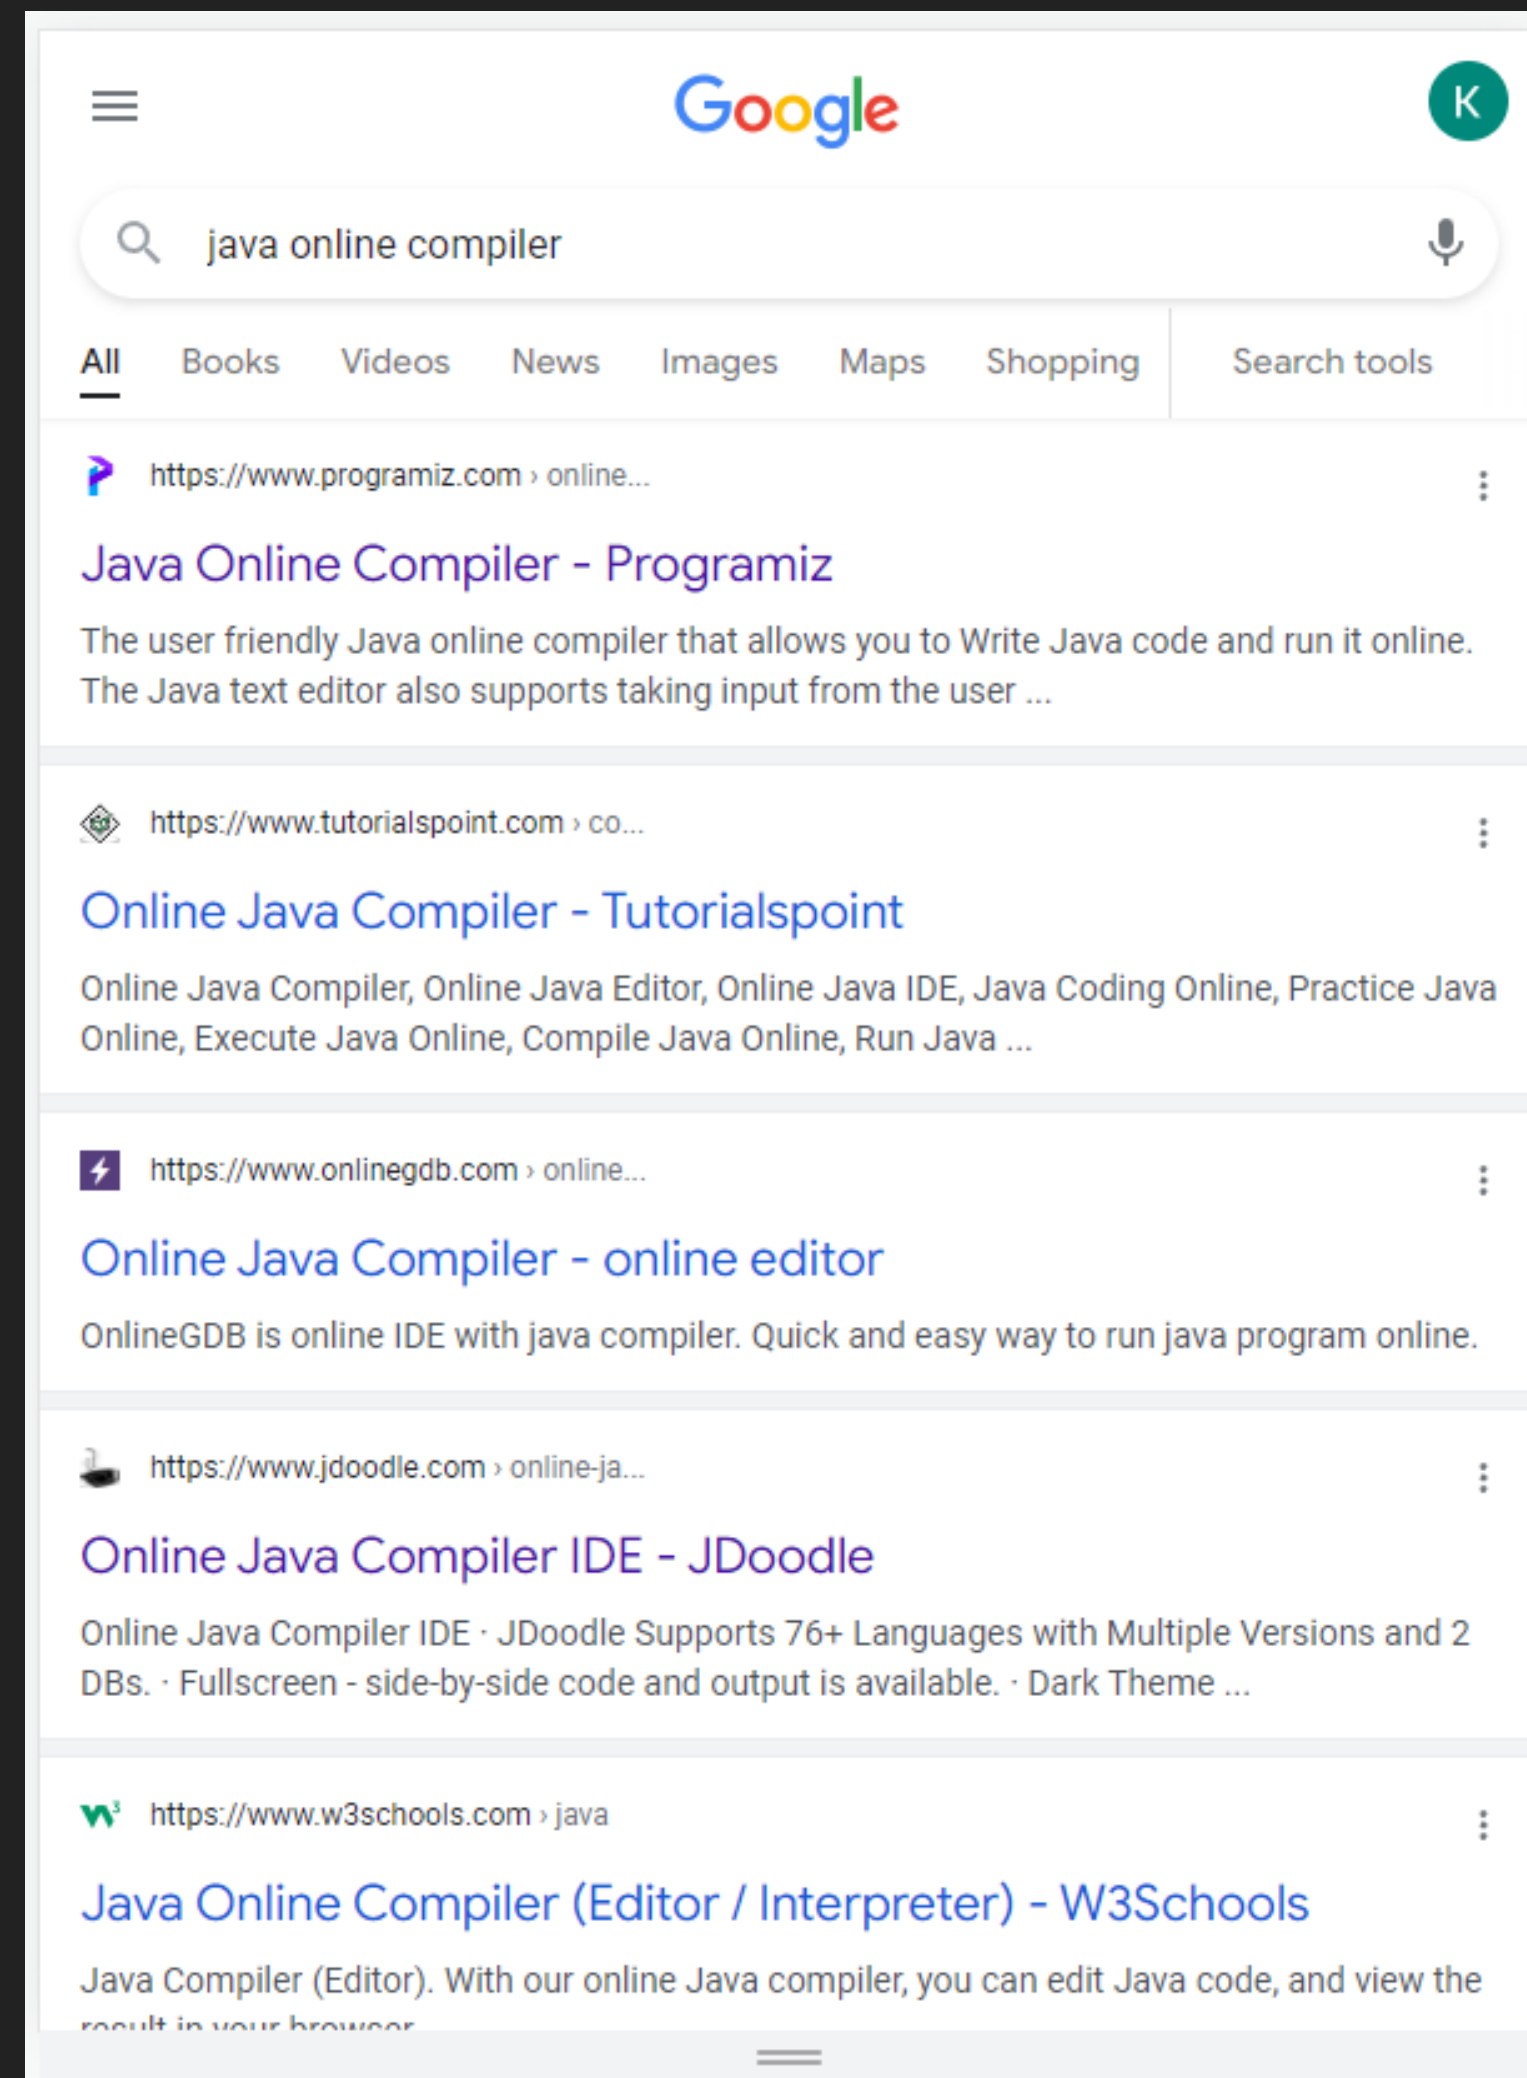 Google
K
java online compiler
All Books Videos News Images Maps Shopping Search tools
https://www.programiz.com › online...
Java Online Compiler - Programiz
The user friendly Java online compiler that allows you to Write Java code and run it online.
The Java text editor also supports taking input from the user ...
https://www.tutorialspoint.com › co...
Online Java Compiler - Tutorialspoint
Online Java Compiler, Online Java Editor, Online Java IDE, Java Coding Online, Practice Java
Online, Execute Java Online, Compile Java Online, Run Java ...
https://www.onlinegdb.com › online...
Online Java Compiler - online editor
OnlineGDB is online IDE with java compiler. Quick and easy way to run java program online.
https://www.jdoodle.com › online-ja...
Online Java Compiler IDE - JDoodle
Online Java Compiler IDE · JDoodle Supports 76+ Languages with Multiple Versions and 2
DBs. · Fullscreen - side-by-side code and output is available. · Dark Theme ...
https://www.w3schools.com › java
Java Online Compiler (Editor / Interpreter) - W3Schools
Java Compiler (Editor). With our online Java compiler, you can edit Java code, and view the
result in your browser